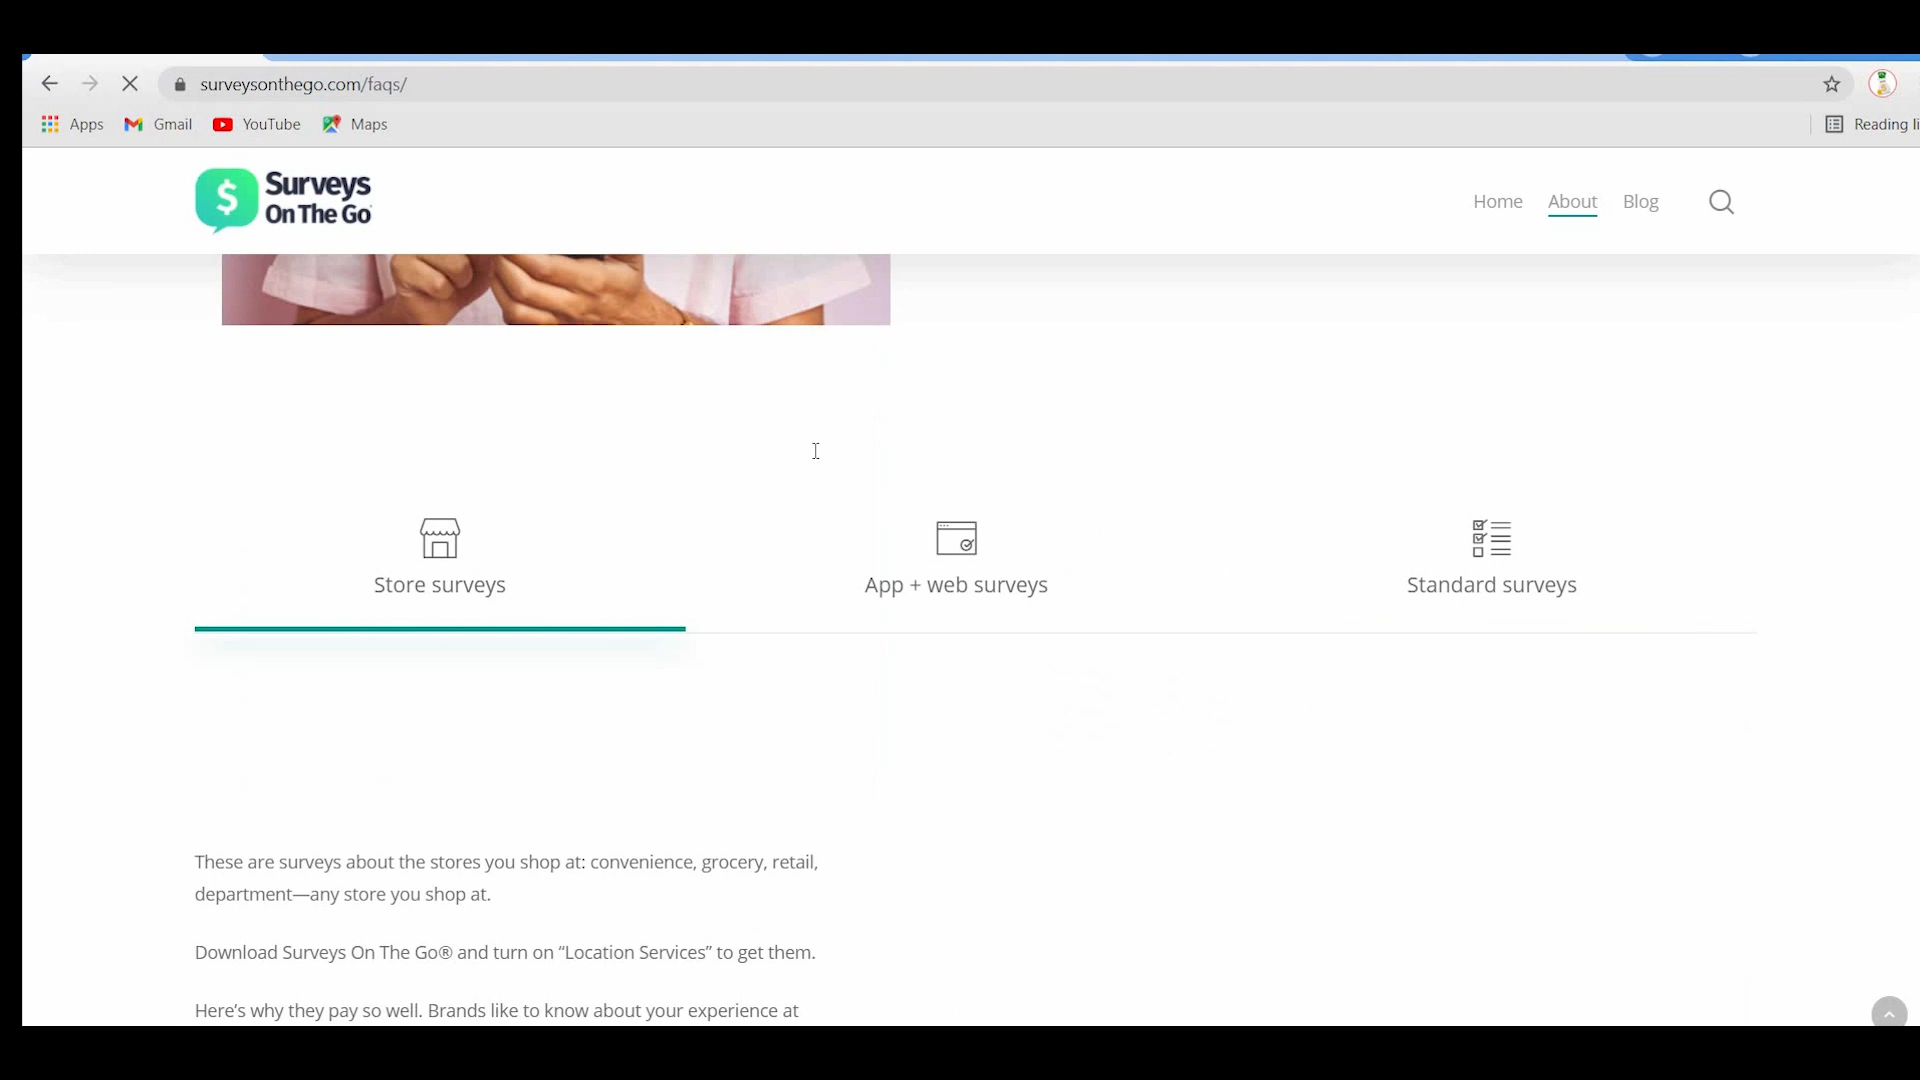 surveysonthego.com/faqs/
Apps Gmail YouTube Maps
Reading li
Surveys
On The Go
Home About Blog
Store surveys
App + web surveys
Standard surveys
These are surveys about the stores you shop at: convenience, grocery, retail,
department—any store you shop at.
Download Surveys On The Go® and turn on “Location Services” to get them.
Here’s why they pay so well. Brands like to know about your experience at